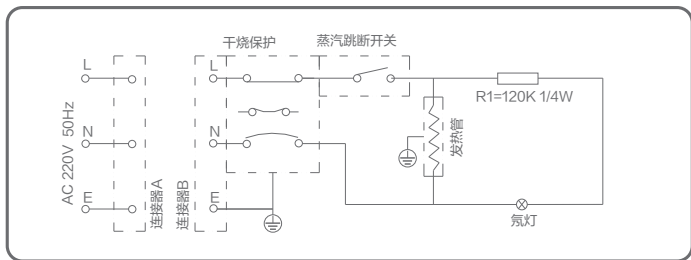 干烧保护
蒸汽跳断开关
L
L
R1=120K 1/4W
AC 220V 50Hz
N
N
发热管
E
连接器A
连接器B
E
氖灯